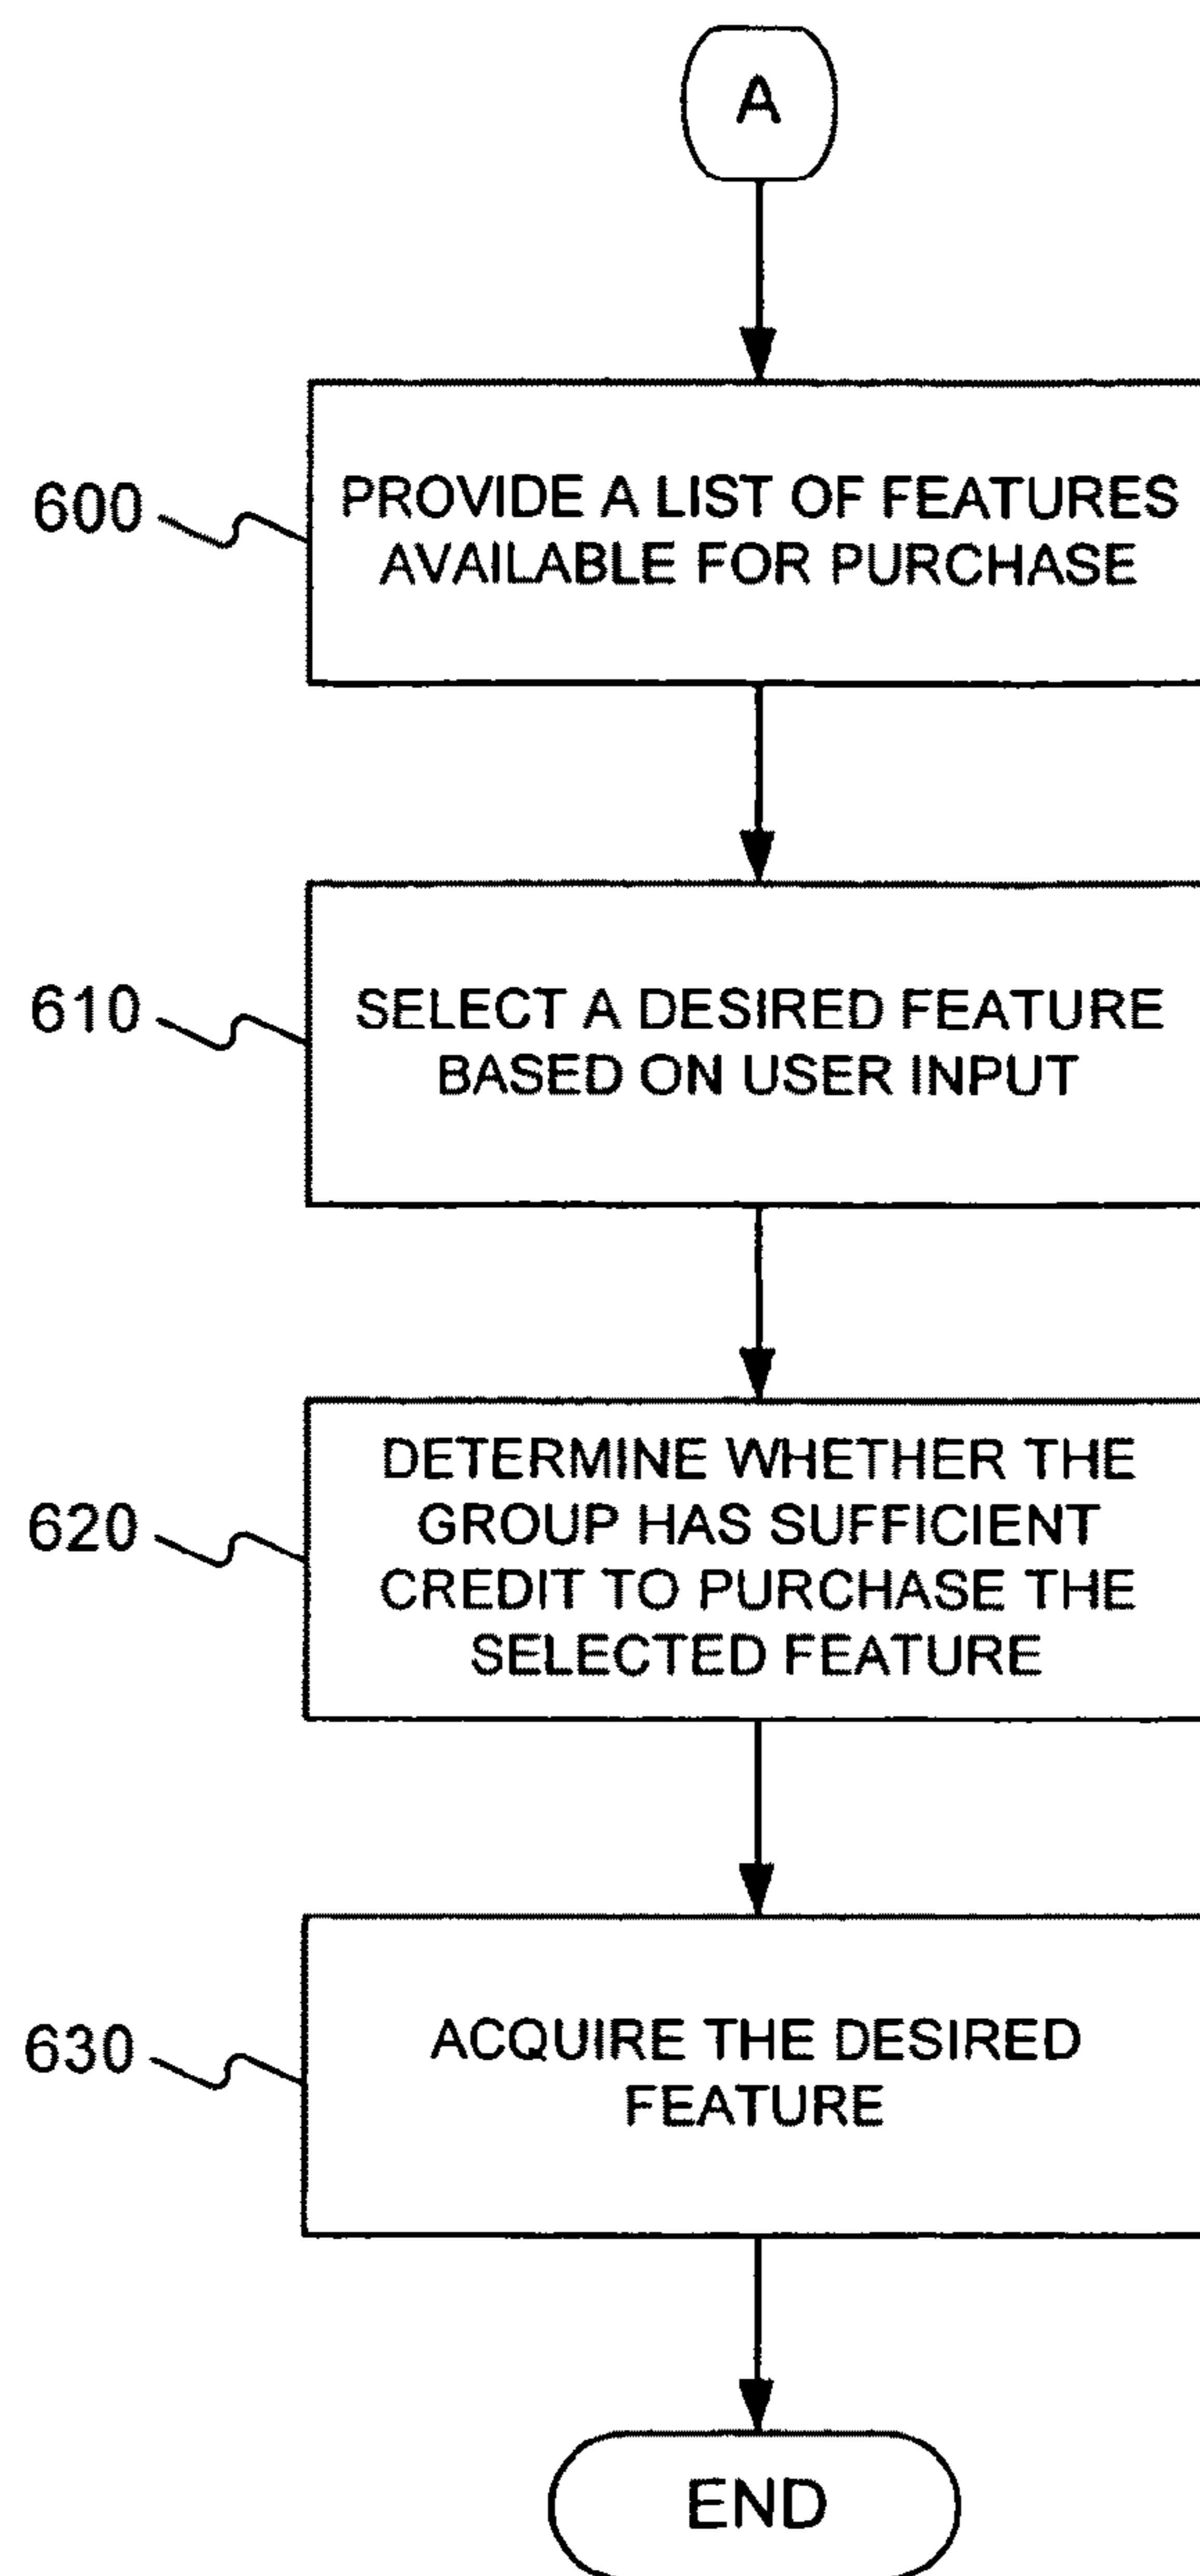 A
600
PROVIDE A LIST OF FEATURES
AVAILABLE FOR PURCHASE
610
SELECT A DESIRED FEATURE
BASED ON USER INPUT
620
DETERMINE WHETHER THE
GROUP HAS SUFFICIENT
CREDIT TO PURCHASE THE
SELECTED FEATURE
630
ACQUIRE THE DESIRED
FEATURE
END